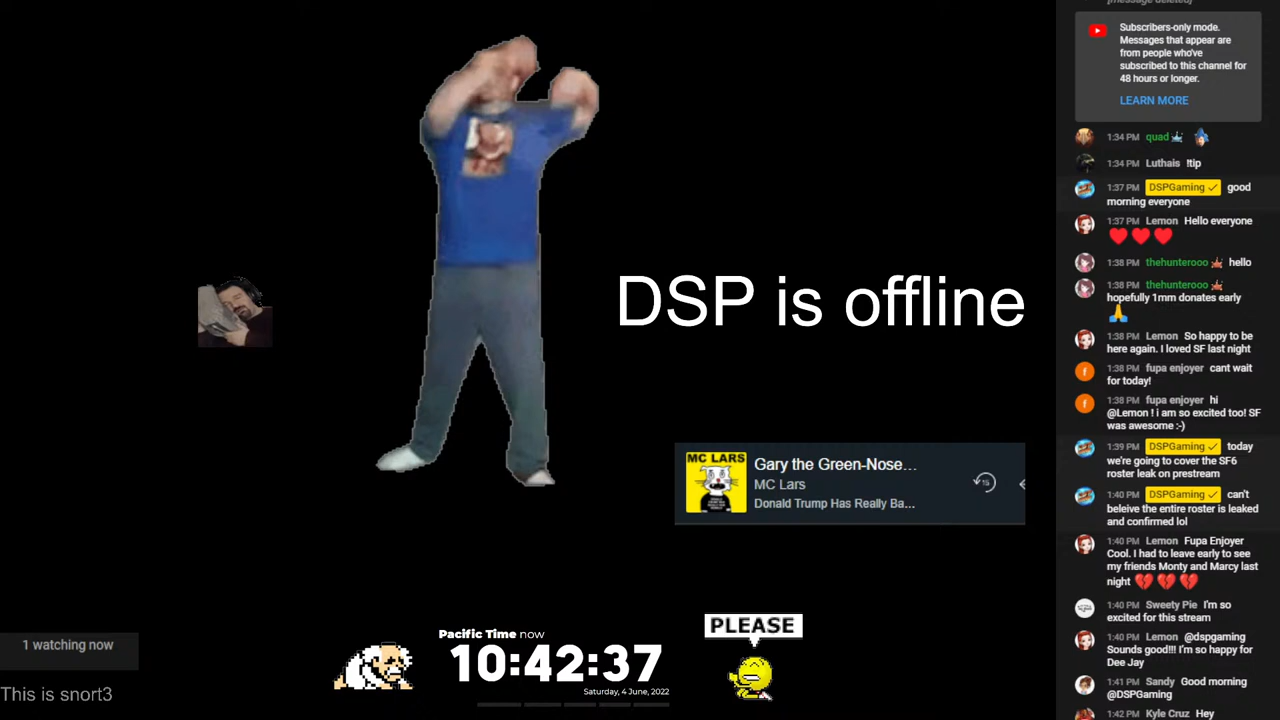 [message deleted]
Subscribers-only mode.
Messages that appear are
from people who've
subscribed to this channel for
48 hours or longer.
LEARN MORE
1:34 PM quad
1:34 PM Luthais !tip
1:37 PM DSPGaming good
morning everyone
1:37 PM Lemon Hello everyone
1:38 PM thehunterooo hello
1:38 PM thehunterooo
hopefully 1mm donates early
1:38 PM Lemon So happy to be
here again. I loved SF last night
1:38 PM fupa enjoyer cant wait
for today!
1:38 PM fupa enjoyer hi
@Lemon ! i am so excited too! SF
was awesome :-)
1:39 PM DSPGaming today
we're going to cover the SF6
roster leak on prestream
1:40 PM DSPGaming can't
beleive the entire roster is leaked
and confirmed lol
1:40 PM Lemon Fupa Enjoyer
Cool. I had to leave early to see
my friends Monty and Marcy last
night
1:40 PM Sweety Pie I'm so
excited for this stream
1:40 PM Lemon @dspgaming
Sounds good!!! I'm so happy for
Dee Jay
1:41 PM Sandy Good morning
@DSPGaming
1:42 PM Kyle Cruz Hey
DSP is offline
MC LARS
Gary the Green-Nose...
MC Lars
Donald Trump Has Really Ba...
15
PLEASE
Pacific Time now
10:42:37
Saturday, 4 June, 2022
1 watching now
This is snort3